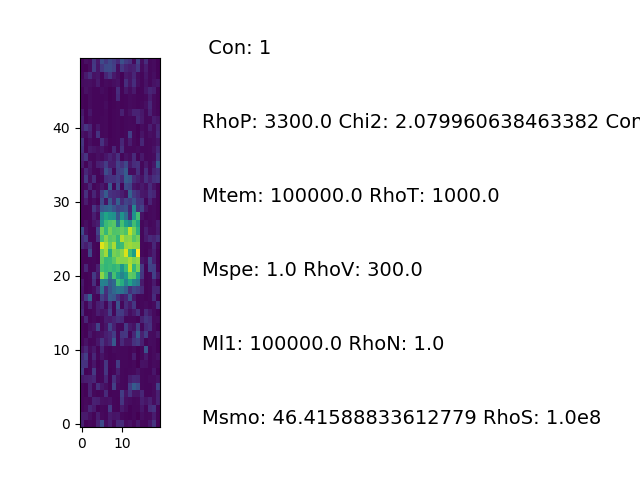 Con: 1
RhoP: 3300.0 Chi2: 2.079960638463382 Con
Mtem: 100000.0 RhoT: 1000.0
Mspe: 1.0 RhoV: 300.0
Ml1: 100000.0 RhoN: 1.0
Msmo: 46.41588833612779 RhoS: 1.0e8
40
30
20
10
0
0 10